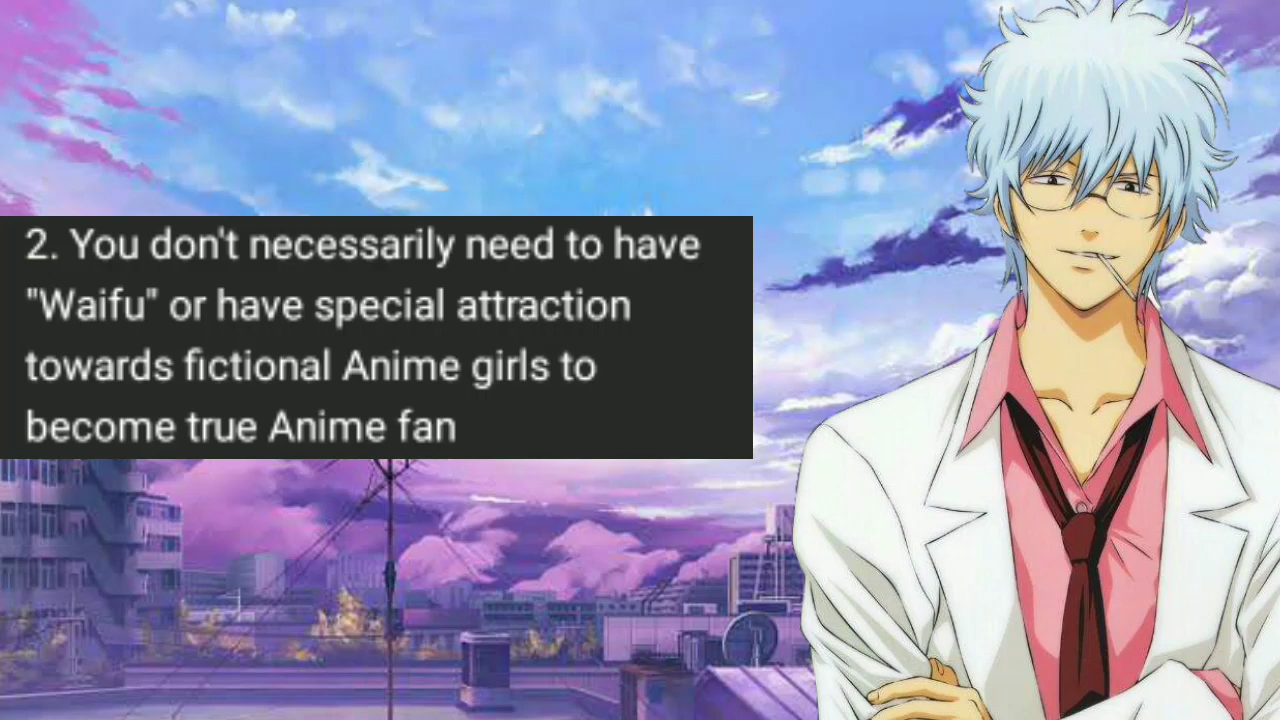 2. You don't necessarily need to have
"Waifu" or have special attraction
towards fictional Anime girls to
become true Anime fan